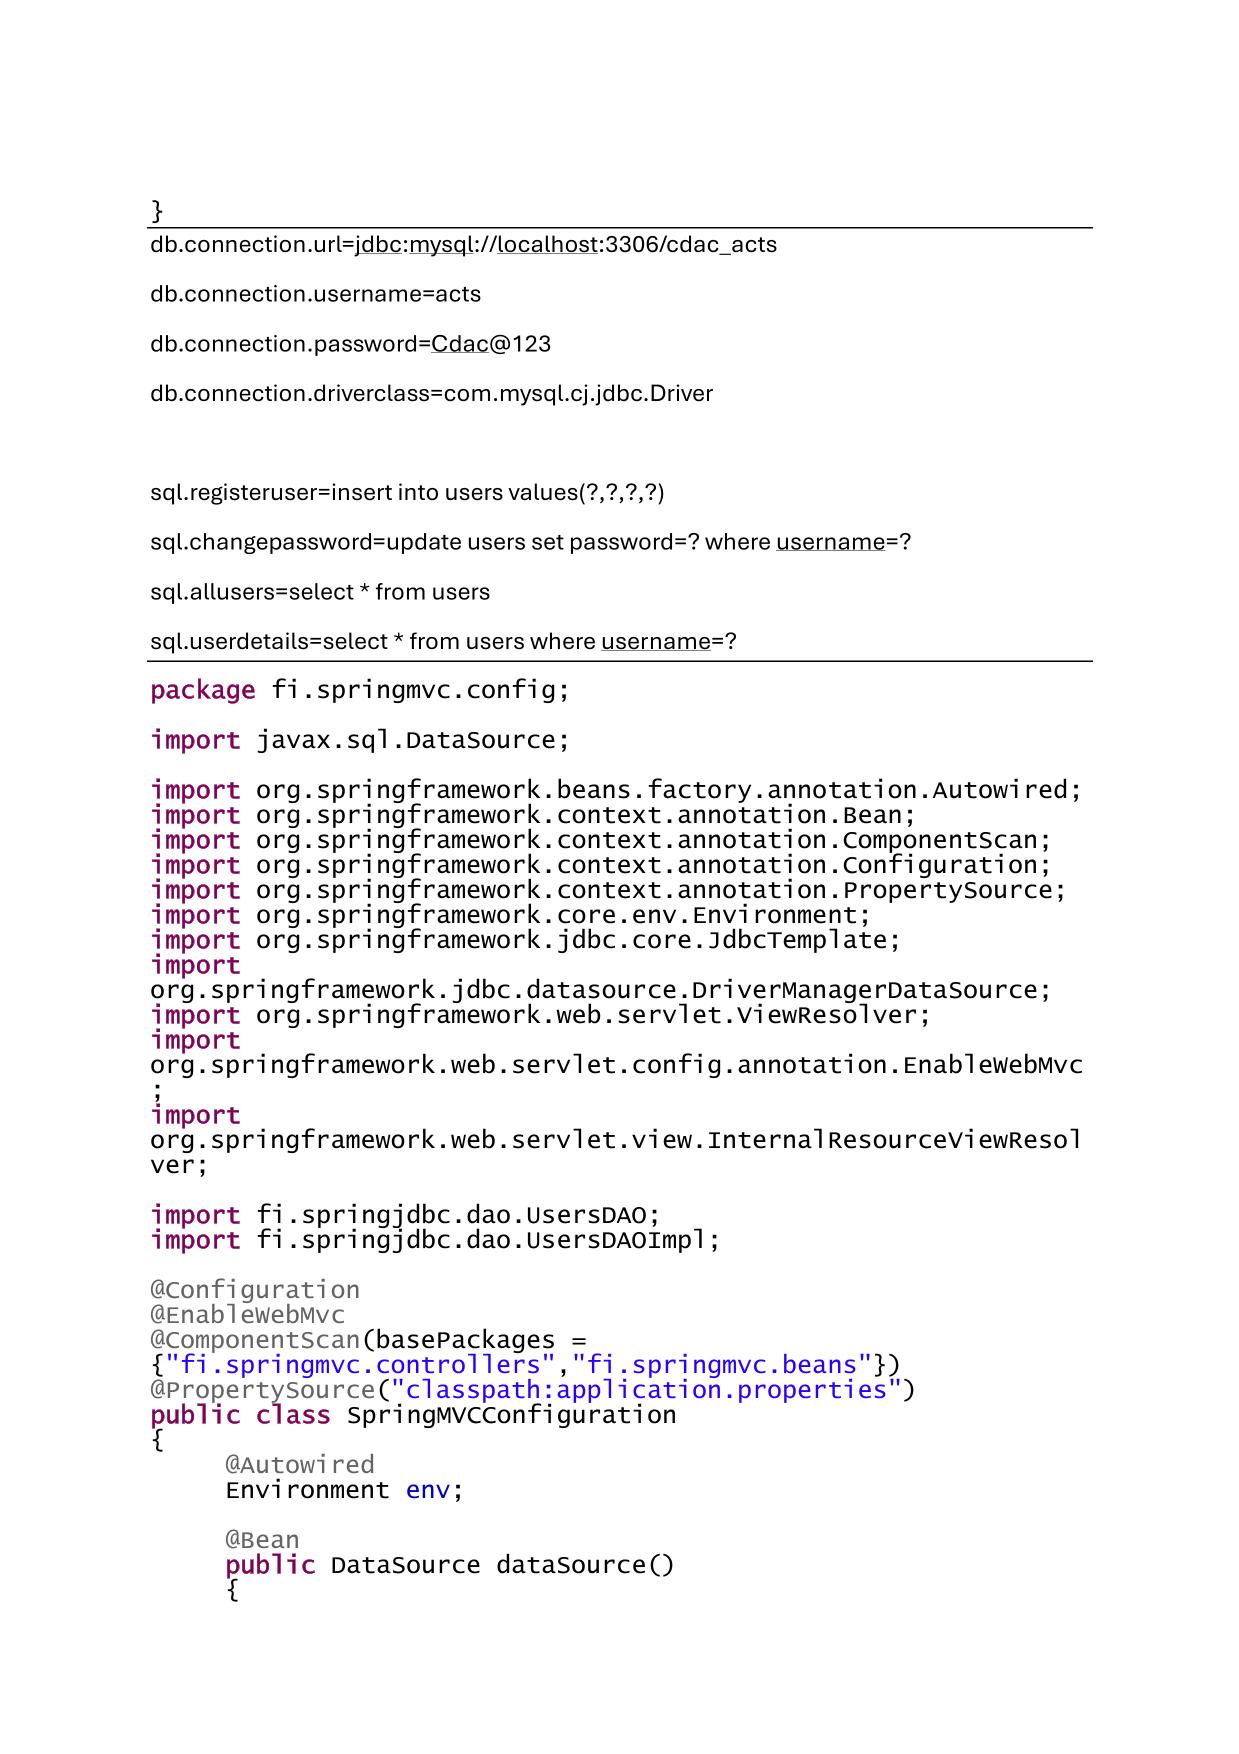 }
db.connection.url=jdbc:mysql://localhost:3306/cdac_acts
db.connection.username=acts
db.connection.password=Cdac@123
db.connection.driverclass=com.mysql.cj.jdbc.Driver
sql.registeruser=insert into users values(?,?,?,?)
sql.changepassword=update users set password=? where username=?
sql.allusers=select * from users
sql.userdetails=select * from users where username=?
package fi.springmvc.config;
import javax.sql.DataSource;
import org.springframework.beans.factory.annotation.Autowired;
import org.springframework.context.annotation.Bean;
import org.springframework.context.annotation.ComponentScan;
import org.springframework.context.annotation.Configuration;
import org.springframework.context.annotation.PropertySource;
import org.springframework.core.env.Environment;
import org.springframework.jdbc.core.JdbcTemplate;
import
org.springframework.jdbc.datasource.DriverManagerDataSource;
import org.springframework.web.servlet.ViewResolver;
import
org.springframework.web.servlet.config.annotation.EnableWebMvc
;
import
org.springframework.web.servlet.view.InternalResourceViewResol
ver;
import fi.springjdbc.dao.UsersDAO;
import fi.springjdbc.dao.UsersDAOImpl;
@Configuration
@EnableWebMvc
@ComponentScan(basePackages =
{"fi.springmvc.controllers","fi.springmvc.beans"})
@PropertySource("classpath:application.properties")
public class SpringMVCConfiguration
{
@Autowired
Environment env;
@Bean
public DataSource dataSource()
{